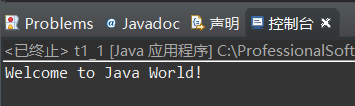 Problems @ Javadoc 声明 控制台
<已终止> t1_1 [Java 应用程序] C:\ProfessionalSoft
Welcome to Java World!